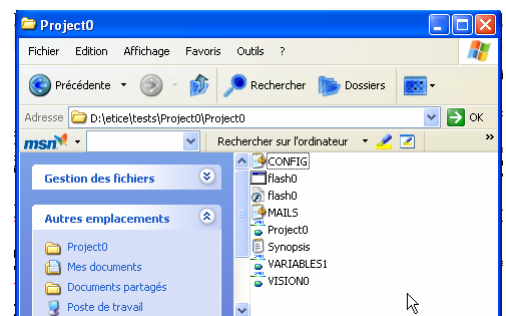 Project0
Fichier Edition Affichage Favoris Outils ?
Précédente Rechercher Dossiers
Adresse D:\etice\tests\Project0\Project0 OK
msn Rechercher sur l'ordinateur »
Gestion des fichiers
Autres emplacements
Project0
Mes documents
Documents partagés
Poste de travail
CONFIG
flash0
flash0
MAILS
Project0
Synopsis
VARIABLES1
VISION0